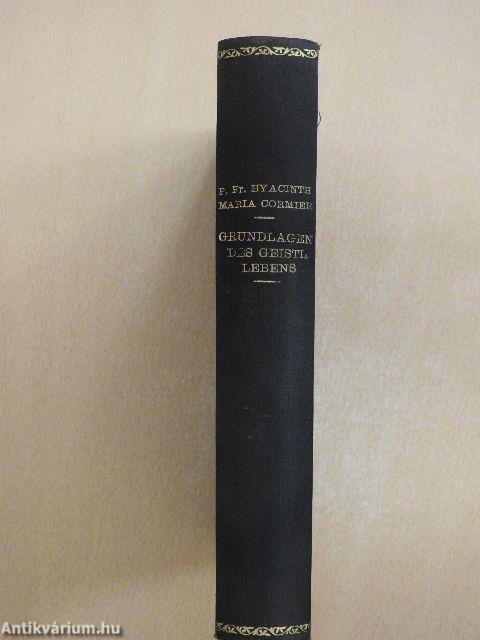 P. Fr. HYACINTH
MARIA CORMIER
GRUNDLAGEN
DES GEISTL.
LEBENS
Antikvárium.hu